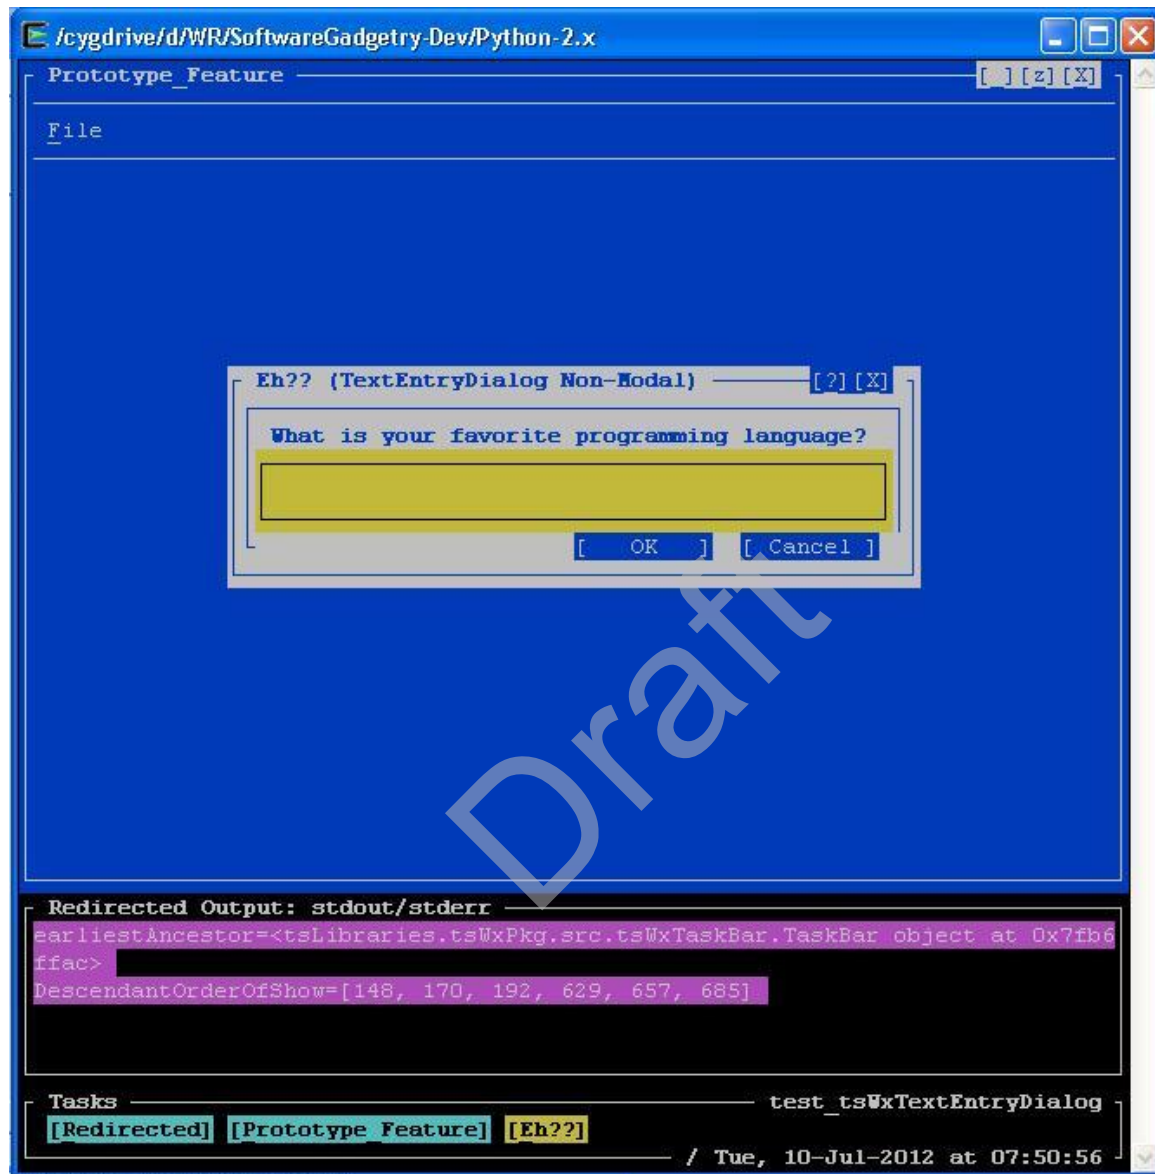 /cygdrive/d/WR/SoftwareGadgetry-Dev/Python-2.x
Prototype_Feature [ ][z][X]
File
Eh?? (TextEntryDialog Non-Modal) [?][X]
What is your favorite programming language?
[ OK ] [ Cancel ]
Draft
Redirected Output: stdout/stderr
earliestAncestor=<tsLibraries.tsWxPkg.src.tsWxTaskBar.TaskBar object at 0x7fb6
ffac>
DescendantOrderOfShow=[148, 170, 192, 629, 657, 685]
Tasks test_tsWxTextEntryDialog
[Redirected] [Prototype_Feature] [Eh??]
/ Tue, 10-Jul-2012 at 07:50:56